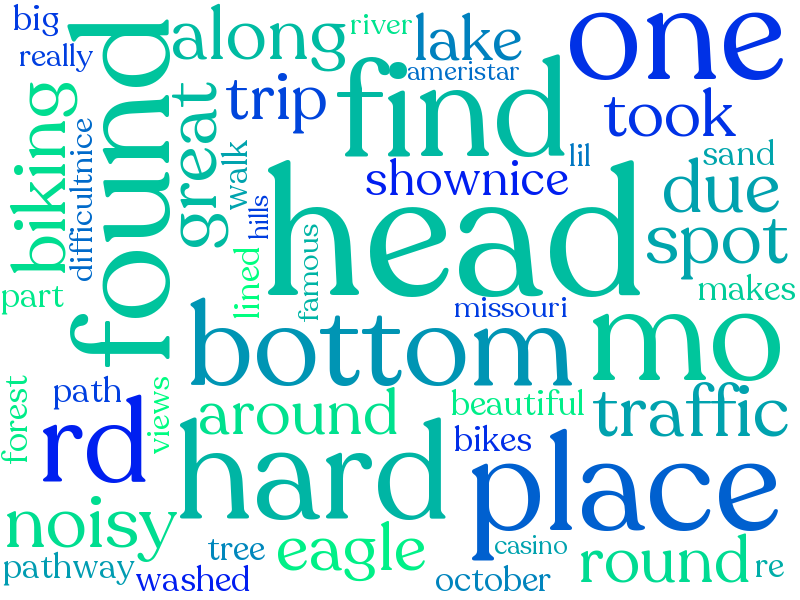 big
river
along
lake
one
really
ameristar
trip
find
took
found
great
biking
difficultnice
walk
lil
sand
shownice
due
hills
head
spot
famous
lined
part
makes
missouri
bottom
mo
path
forest
views
around
beautiful
traffic
rd
hard
bikes
place
noisy
tree
eagle
casino
round
re
pathway
washed
october